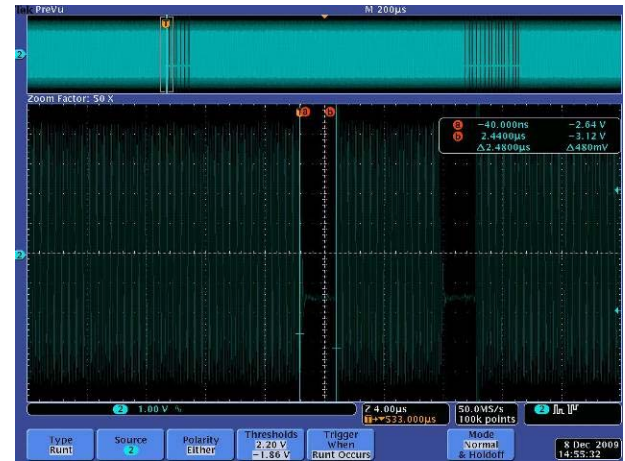 Tek PreVu M 200µs
T
2
Zoom Factor: 50 X
T a b
a -40.000ns -2.64 V
b 2.4400µs -3.12 V
Δ2.4800µs Δ480mV
2
2 1.00 V
Z 4.00µs
T→▼533.000µs
50.0MS/s
100k points
2
Type
Runt
Source
2
Polarity
Either
Thresholds
2.20 V
-1.86 V
Trigger
When
Runt Occurs
Mode
Normal
& Holdoff
8 Dec 2009
14:55:32